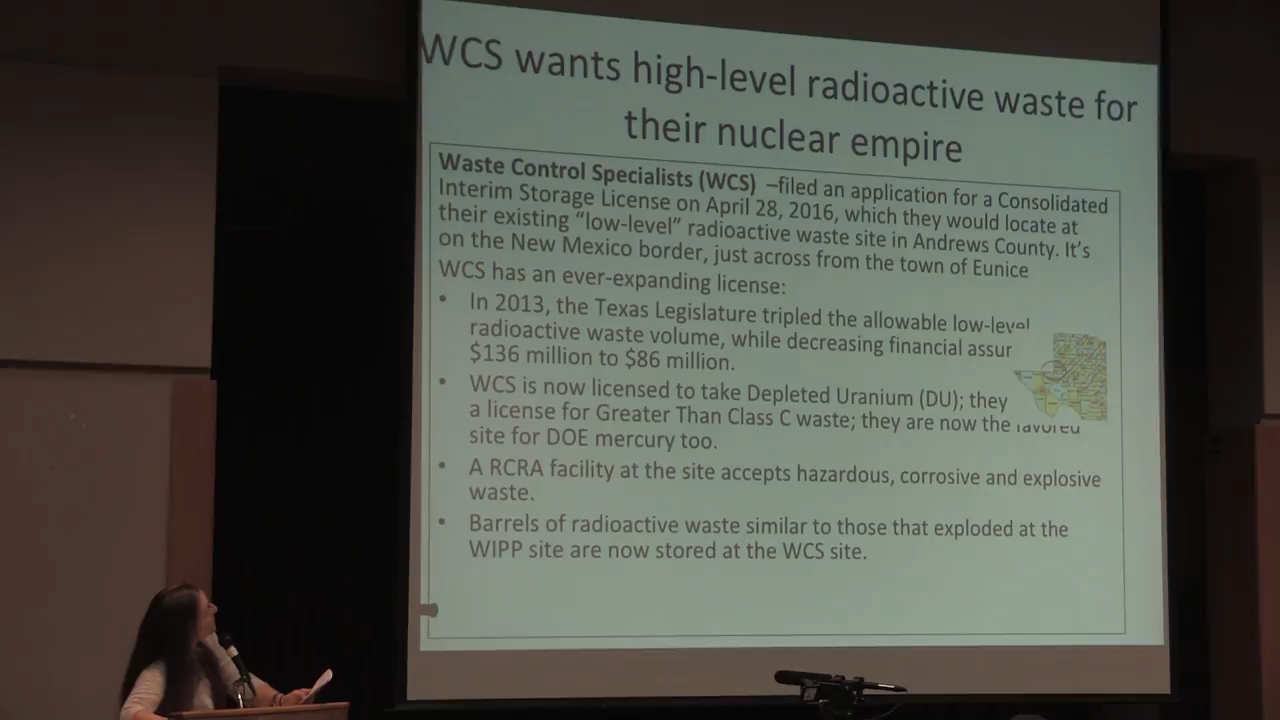 WCS wants high-level radioactive waste for
their nuclear empire
Waste Control Specialists (WCS) –filed an application for a Consolidated
Interim Storage License on April 28, 2016, which they would locate at
their existing “low-level” radioactive waste site in Andrews County. It’s
on the New Mexico border, just across from the town of Eunice
WCS has an ever-expanding license:
• In 2013, the Texas Legislature tripled the allowable low-level
radioactive waste volume, while decreasing financial assur
$136 million to $86 million.
• WCS is now licensed to take Depleted Uranium (DU); they
a license for Greater Than Class C waste; they are now the favored
site for DOE mercury too.
• A RCRA facility at the site accepts hazardous, corrosive and explosive
waste.
• Barrels of radioactive waste similar to those that exploded at the
WIPP site are now stored at the WCS site.